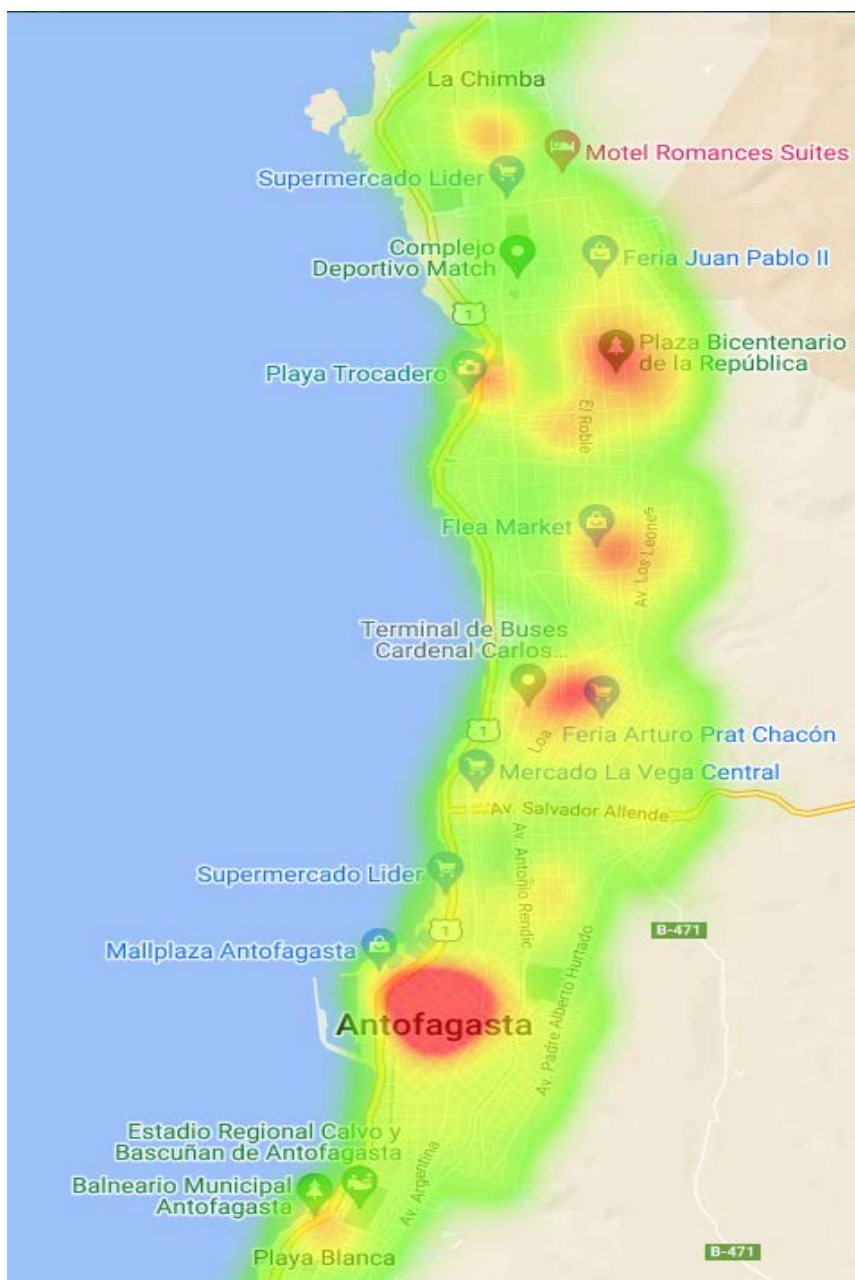 La Chimba
Motel Romances Suites
Supermercado Lider
Complejo
Deportivo Match
Feria Juan Pablo II
1
Plaza Bicentenario
de la República
Playa Trocadero
El Roble
Flea Market
Av. Los Leones
Terminal de Buses
Cardenal Carlos...
Loa
Feria Arturo Prat Chacón
1
Mercado La Vega Central
Av. Salvador Allende
Av. Antonio Rendic
Supermercado Lider
1
B-471
Mallplaza Antofagasta
Av. Padre Alberto Hurtado
Antofagasta
Estadio Regional Calvo y
Bascuñan de Antofagasta
Balneario Municipal
Antofagasta
Av. Argentina
Playa Blanca
B-471